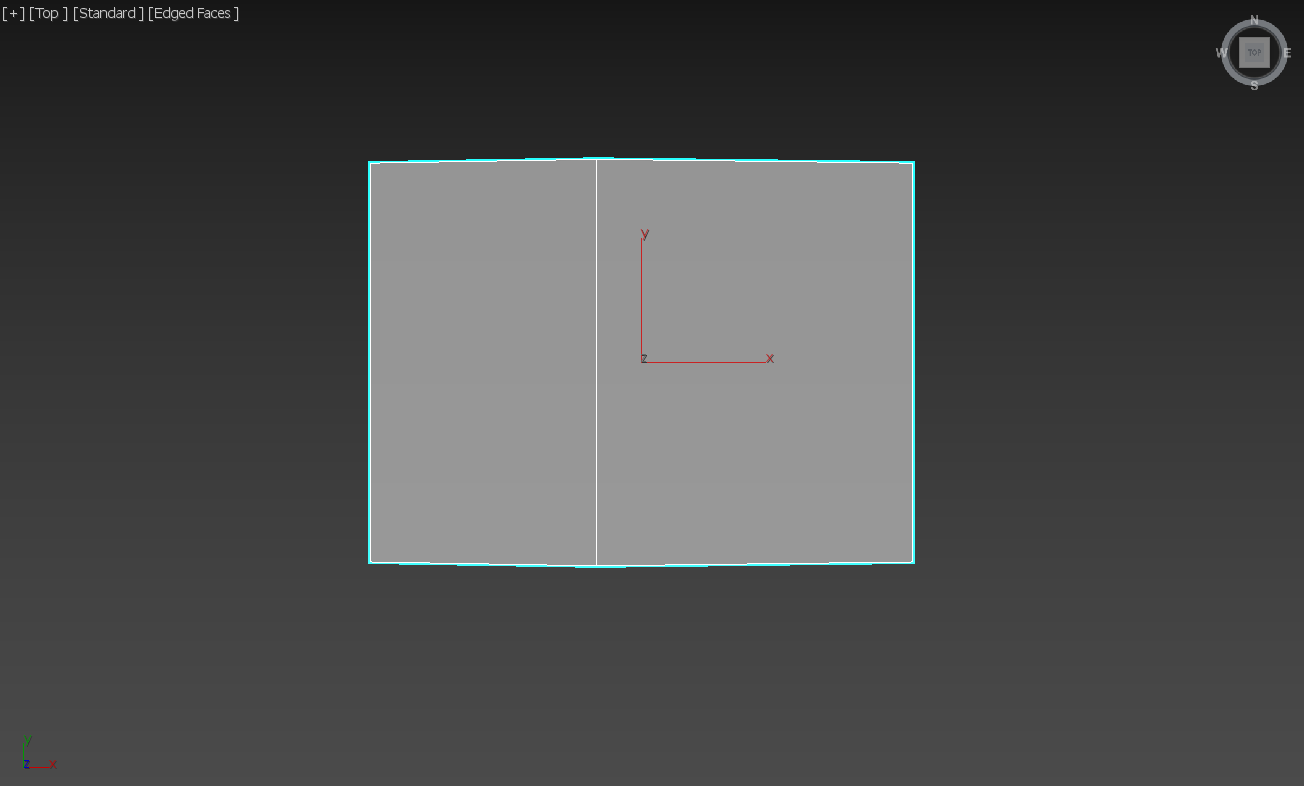 [+] [Top ] [Standard ] [Edged Faces ]
N
W TOP E
S
y
z x
y
z x